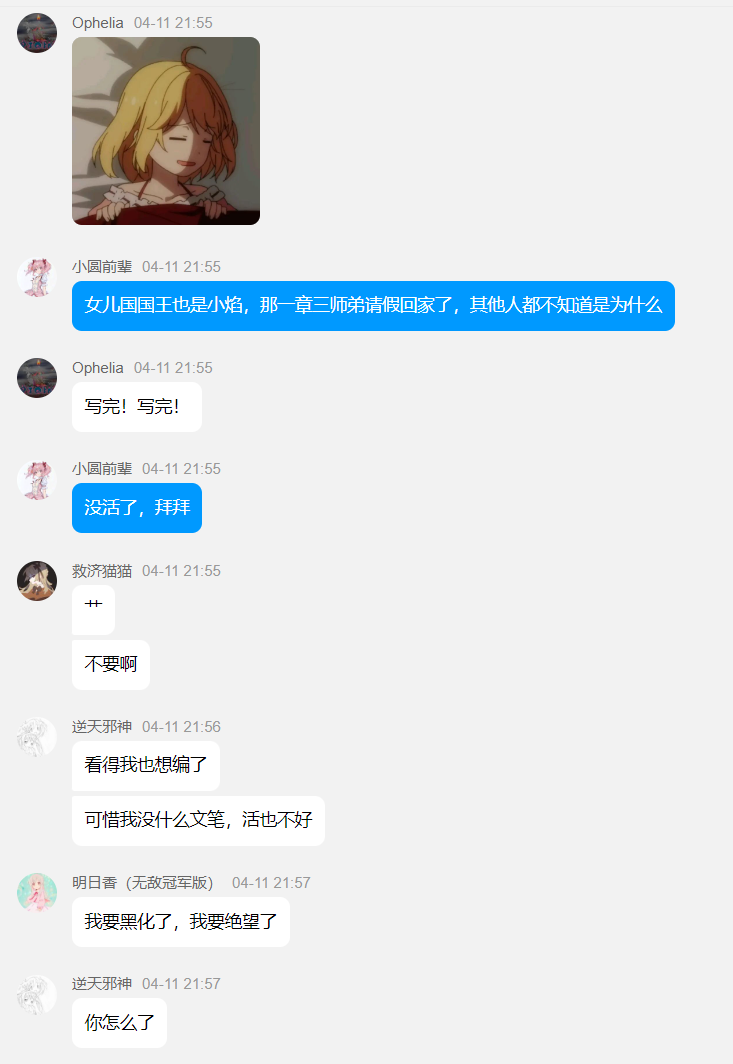 Ophelia 04-11 21:55
小圆前辈 04-11 21:55
女儿国国王也是小焰，那一章三师弟请假回家了，其他人都不知道是为什么
Ophelia 04-11 21:55
写完！写完！
小圆前辈 04-11 21:55
没活了，拜拜
救济猫猫 04-11 21:55
艹
不要啊
逆天邪神 04-11 21:56
看得我也想编了
可惜我没什么文笔，活也不好
明日香（无敌冠军版） 04-11 21:57
我要黑化了，我要绝望了
逆天邪神 04-11 21:57
你怎么了